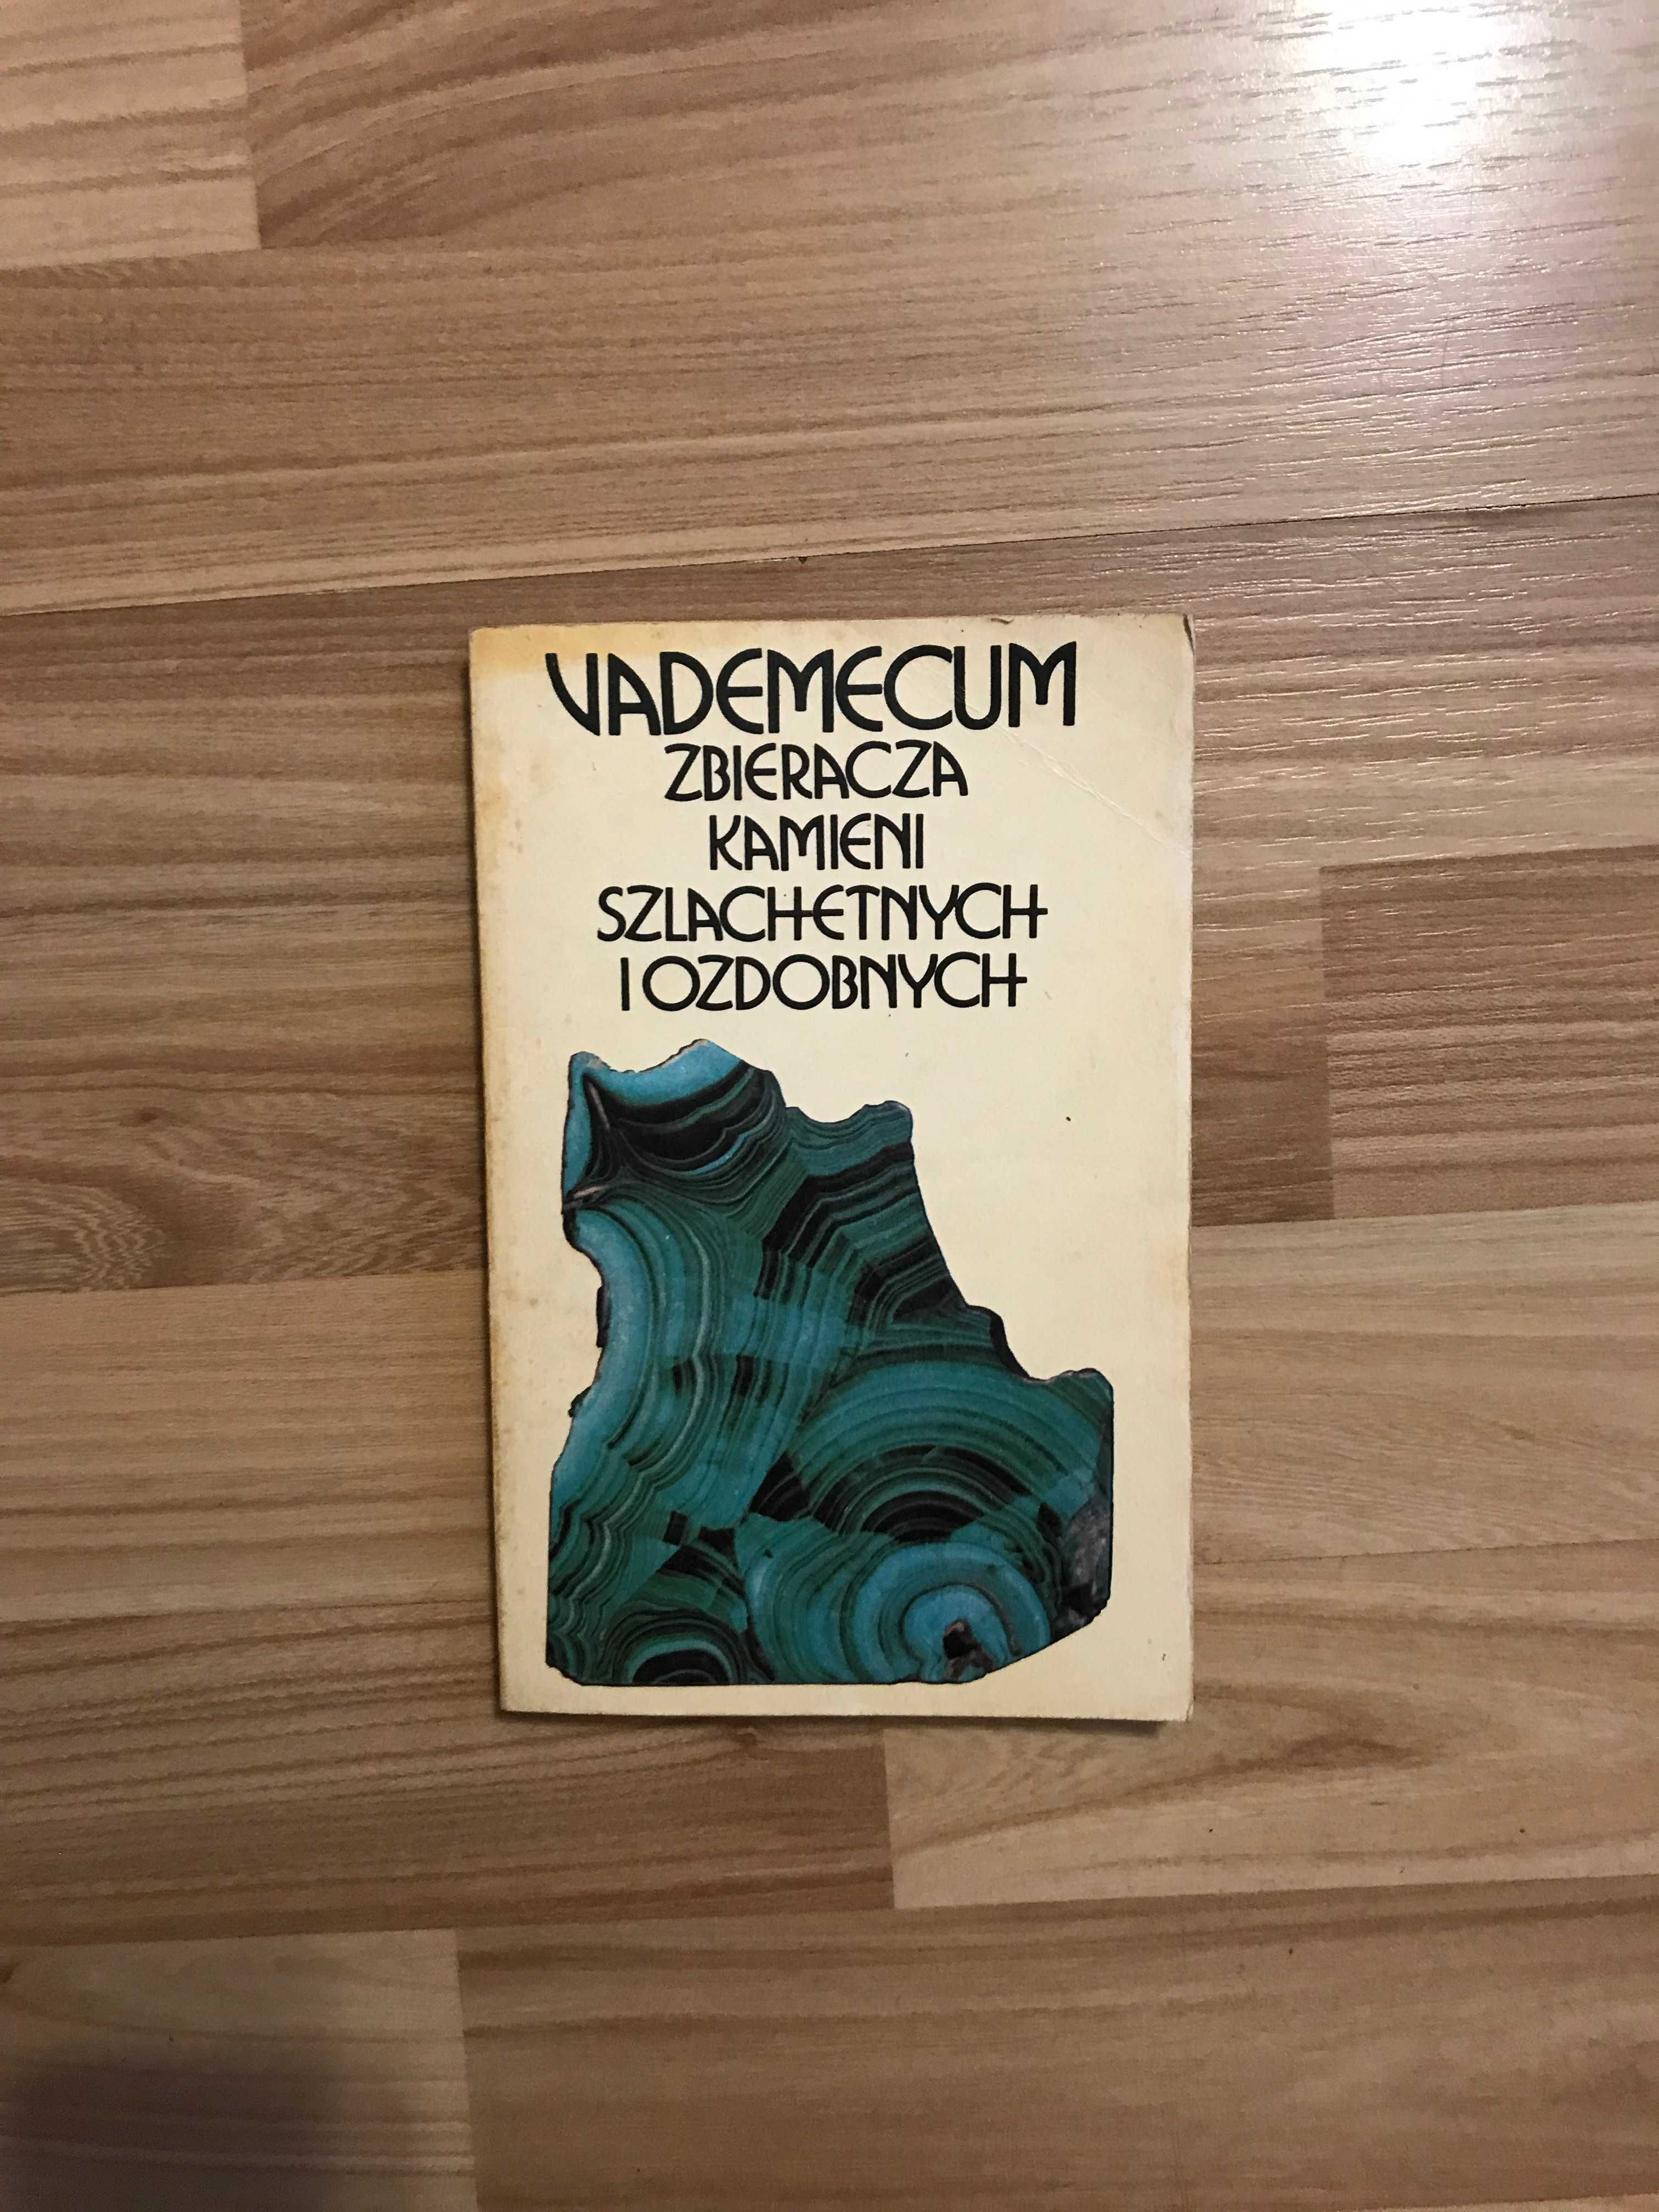 VADEMECUM
ZBIERACZA
KAMIENI
SZLACHETNYCH
I OZDOBNYCH